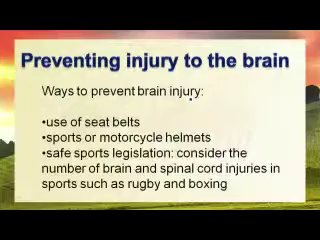 Preventing injury to the brain
Ways to prevent brain injury:
•use of seat belts
•sports or motorcycle helmets
•safe sports legislation: consider the
number of brain and spinal cord injuries in
sports such as rugby and boxing